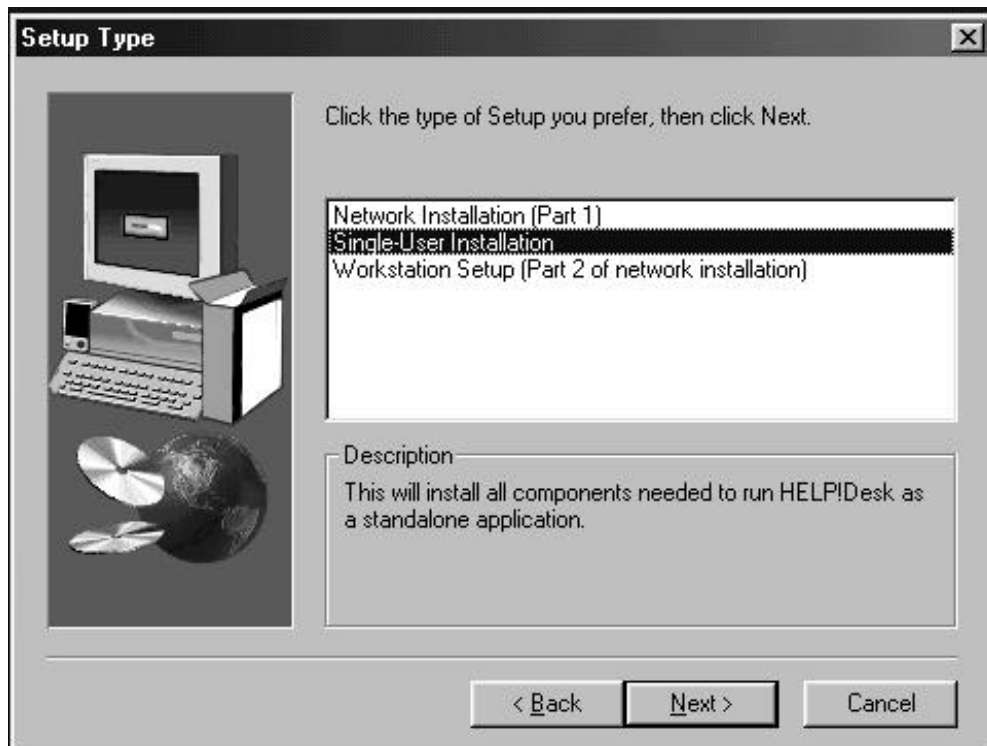 Setup Type
Click the type of Setup you prefer, then click Next.
Network Installation (Part 1)
Single-User Installation
Workstation Setup (Part 2 of network installation)
Description
This will install all components needed to run HELP!Desk as
a standalone application.
< Back
Next >
Cancel